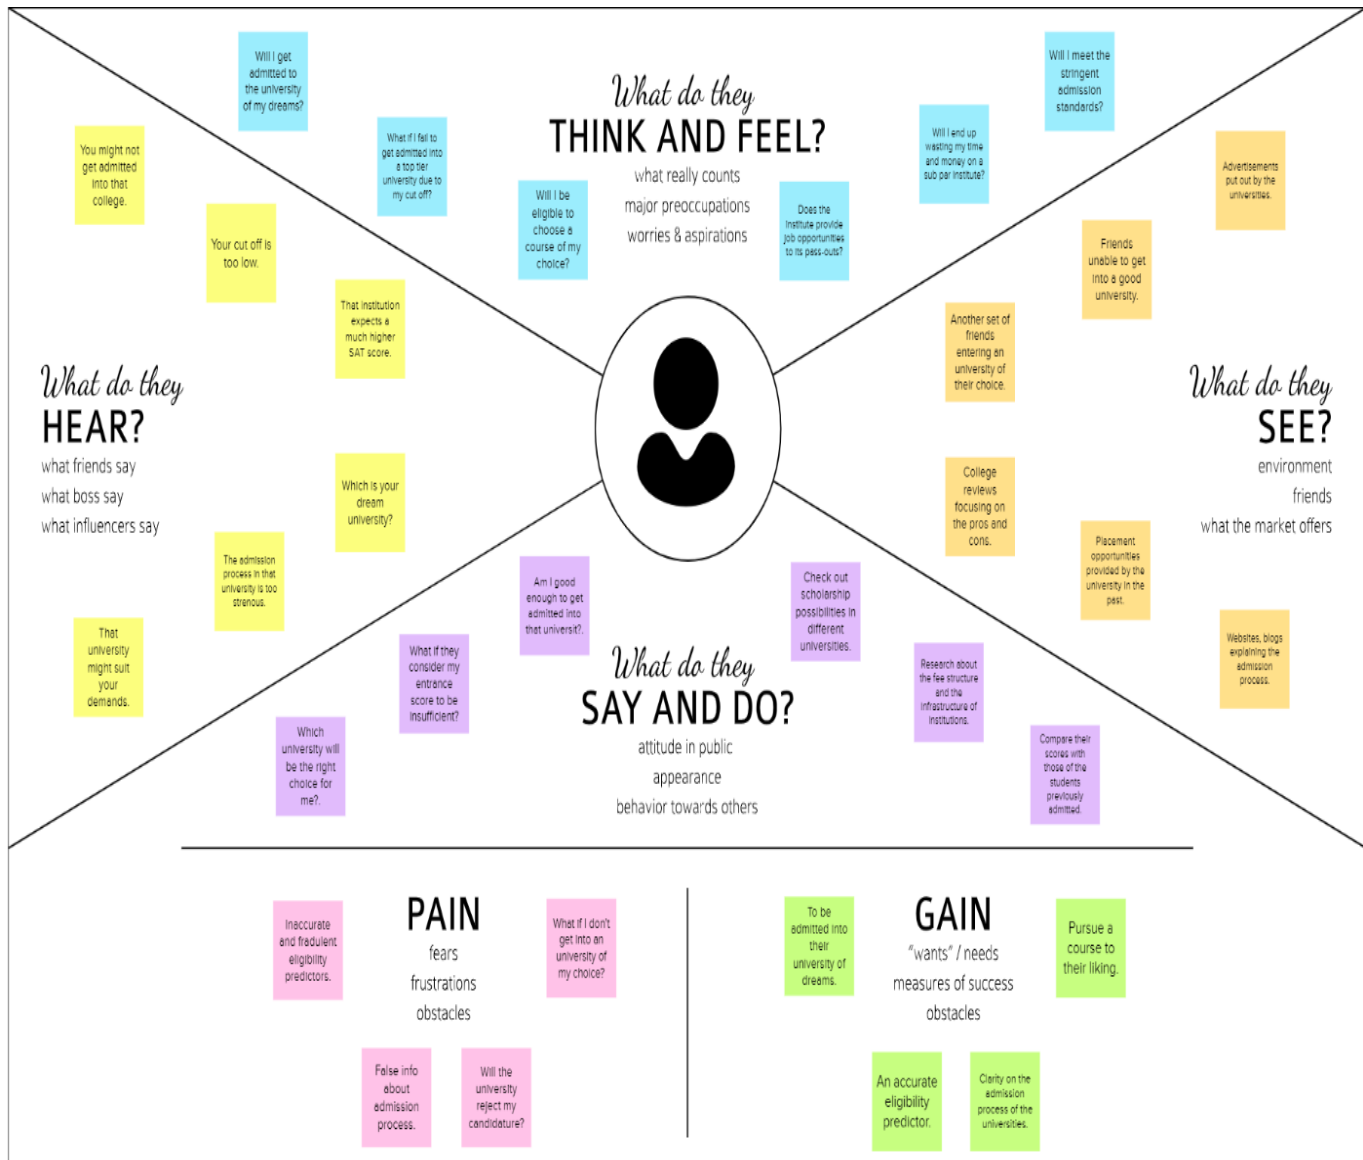 What do they
THINK AND FEEL?
what really counts
major preoccupations
worries & aspirations
Will I get
admitted to
the university
of my dreams?
What if I fail to
get admitted into
a top tier
university due to
my cut off?
Will I be
eligible to
choose a
course of my
choice?
Does the
institute provide
job opportunities
to its pass-outs?
Will I end up
wasting my time
and money on a
sub par institute?
Will I meet the
stringent
admission
standards?
What do they
HEAR?
what friends say
what boss say
what influencers say
You might not
get admitted
into that
college.
Your cut off is
too low.
That institution
expects a
much higher
SAT score.
Which is your
dream
university?
The admission
process in that
university is too
strenous.
That
university
might suit
your
demands.
What do they
SEE?
environment
friends
what the market offers
Advertisements
put out by the
universities.
Friends
unable to get
into a good
university.
Another set of
friends
entering an
university of
their choice.
College
reviews
focusing on
the pros and
cons.
Placement
opportunities
provided by the
university in the
past.
Websites, blogs
explaining the
admission
process.
What do they
SAY AND DO?
attitude in public
appearance
behavior towards others
Am I good
enough to get
admitted into
that universit?.
What if they
consider my
entrance
score to be
insufficient?
Which
university will
be the right
choice for
me?.
Check out
scholarship
possibilities in
different
universities.
Research about
the fee structure
and the
infrastructure of
institutions.
Compare their
scores with
those of the
students
previously
admitted.
PAIN
fears
frustrations
obstacles
Inaccurate
and fradulent
eligibility
predictors.
What if I don't
get into an
university of
my choice?
False info
about
admission
process.
Will the
university
reject my
candidature?
GAIN
"wants" / needs
measures of success
obstacles
To be
admitted into
their
university of
dreams.
Pursue a
course to
their liking.
An accurate
eligibility
predictor.
Clarity on the
admission
process of the
universities.